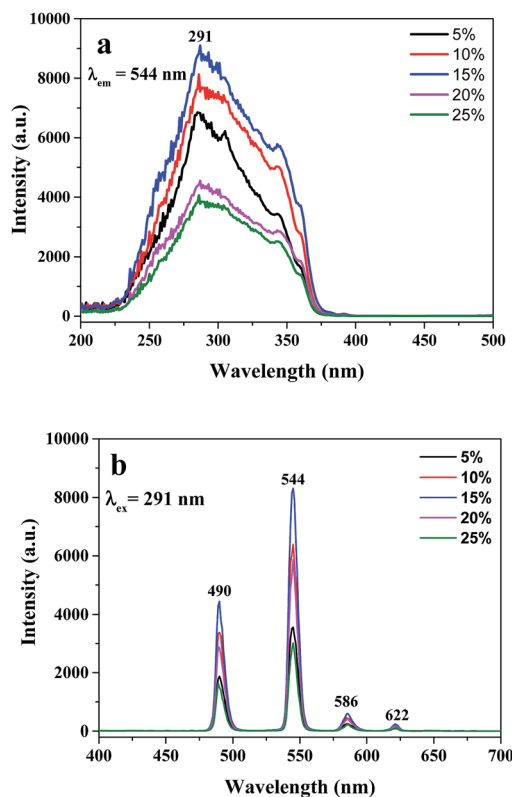 a
291
λem = 544 nm
5%
10%
15%
20%
25%
Intensity (a.u.)
10000
8000
6000
4000
2000
0
200 250 300 350 400 450 500
Wavelength (nm)
b
λex = 291 nm
5%
10%
15%
20%
25%
544
490
586
622
Intensity (a.u.)
10000
8000
6000
4000
2000
0
400 450 500 550 600 650 700
Wavelength (nm)